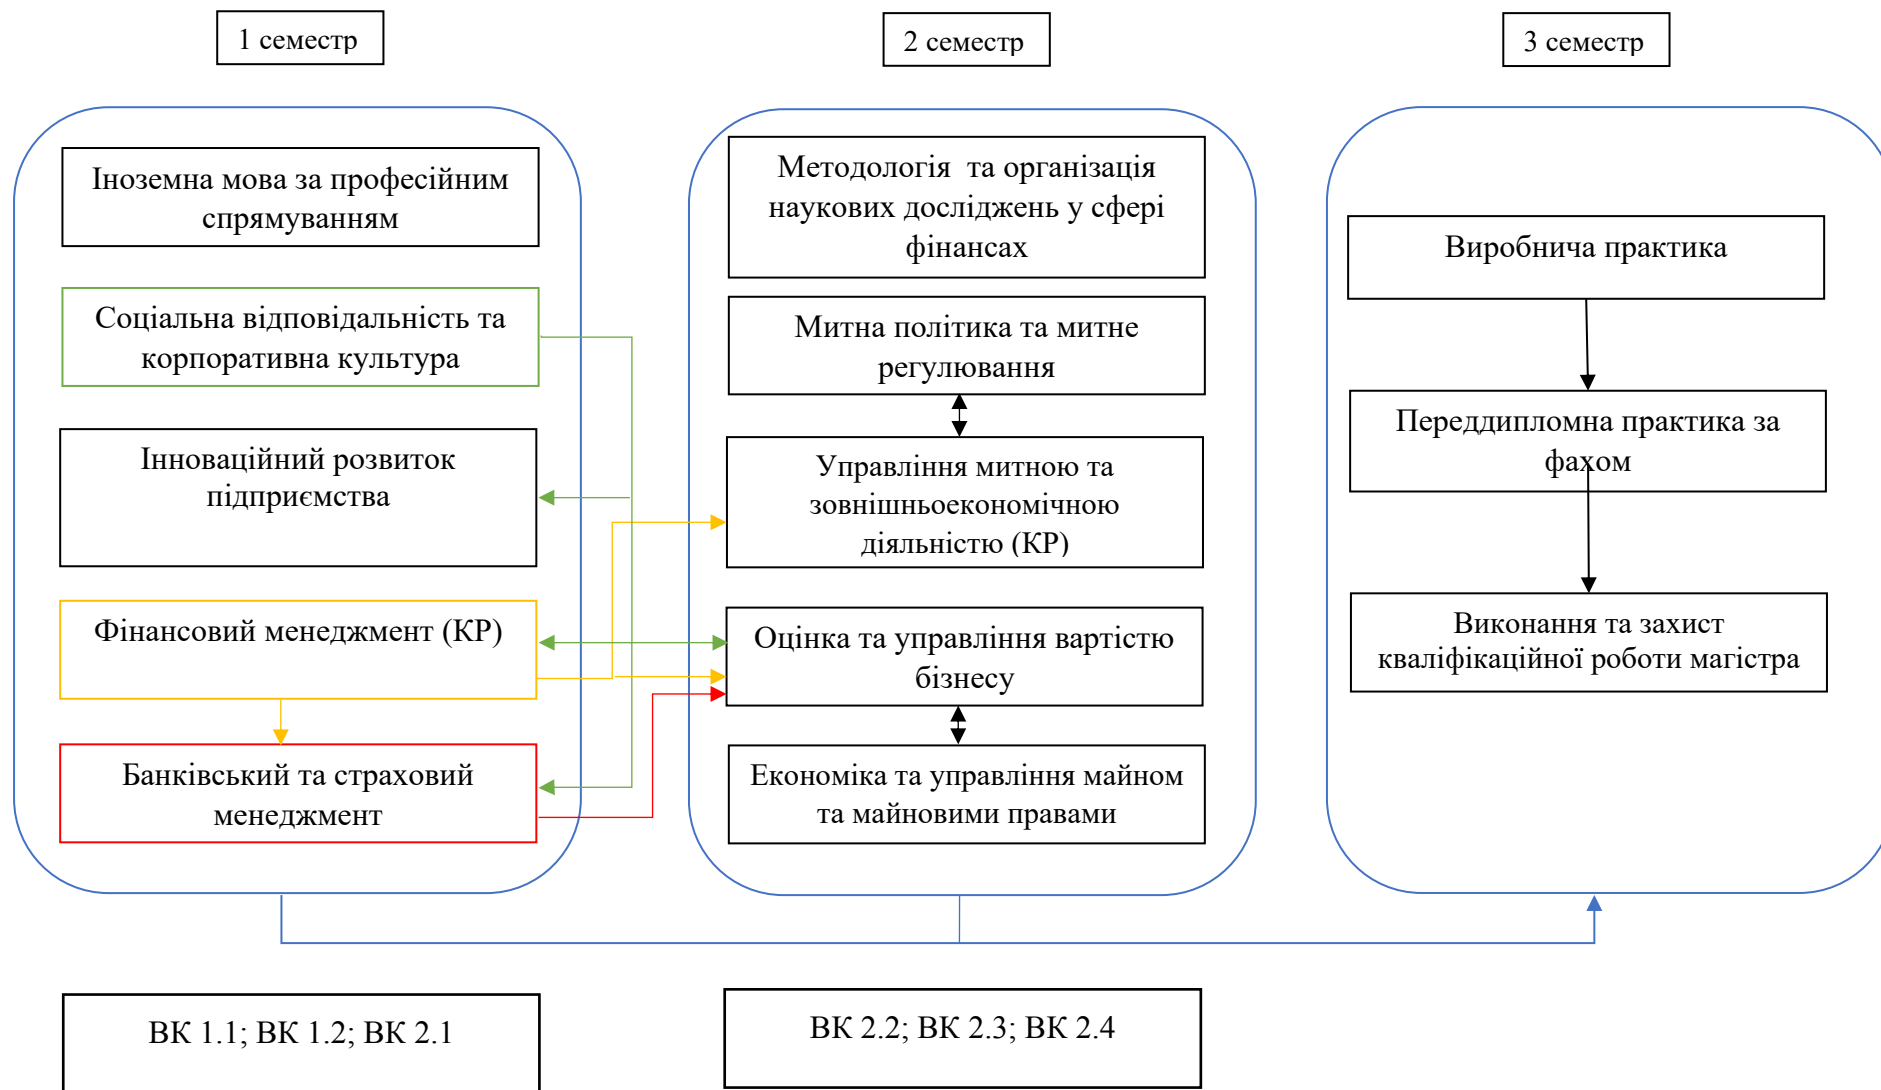 1 семестр
2 семестр
3 семестр
Іноземна мова за професійним
спрямуванням
Соціальна відповідальність та
корпоративна культура
Інноваційний розвиток
підприємства
Фінансовий менеджмент (КР)
Банківський та страховий
менеджмент
Методологія та організація
наукових досліджень у сфері
фінансах
Митна політика та митне
регулювання
Управління митною та
зовнішньоекономічною
діяльністю (КР)
Оцінка та управління вартістю
бізнесу
Економіка та управління майном
та майновими правами
Виробнича практика
Переддипломна практика за
фахом
Виконання та захист
кваліфікаційної роботи магістра
ВК 1.1; ВК 1.2; ВК 2.1
ВК 2.2; ВК 2.3; ВК 2.4